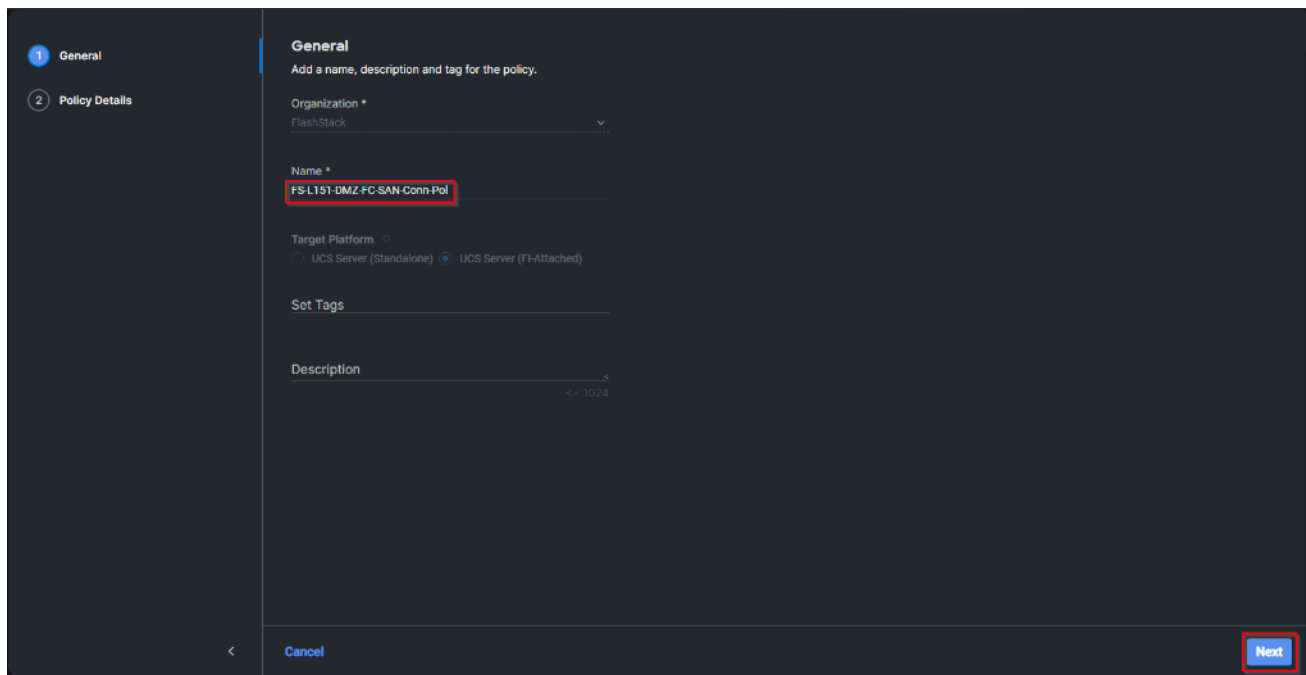 1 General
2 Policy Details
General
Add a name, description and tag for the policy.
Organization *
FlashStack
Name *
FS-L151-DMZ-FC-SAN-Conn-Pol
Target Platform
UCS Server (Standalone) UCS Server (FI-Attached)
Set Tags
Description
<= 1024
Cancel
Next